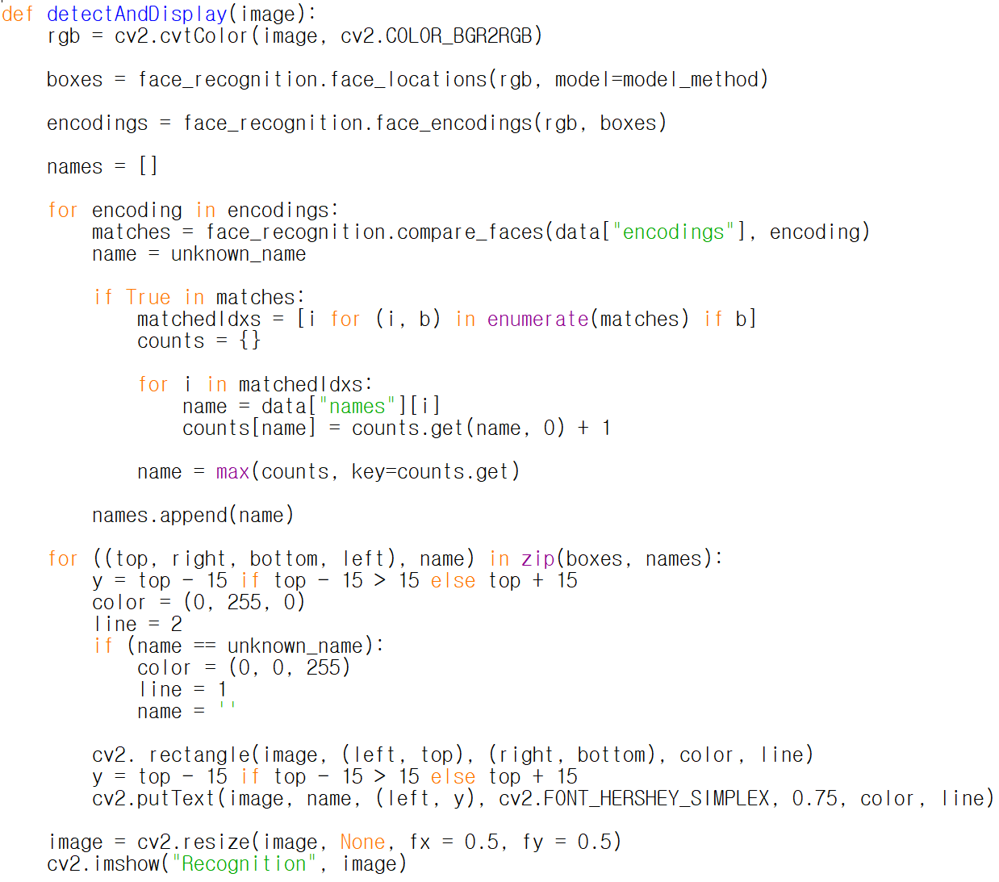 def detectAndDisplay(image):
    rgb = cv2.cvtColor(image, cv2.COLOR_BGR2RGB)

    boxes = face_recognition.face_locations(rgb, model=model_method)

    encodings = face_recognition.face_encodings(rgb, boxes)

    names = []

    for encoding in encodings:
        matches = face_recognition.compare_faces(data["encodings"], encoding)
        name = unknown_name

        if True in matches:
            matchedIdxs = [i for (i, b) in enumerate(matches) if b]
            counts = {}

            for i in matchedIdxs:
                name = data["names"][i]
                counts[name] = counts.get(name, 0) + 1

            name = max(counts, key=counts.get)

        names.append(name)

    for ((top, right, bottom, left), name) in zip(boxes, names):
        y = top - 15 if top - 15 > 15 else top + 15
        color = (0, 255, 0)
        line = 2
        if (name == unknown_name):
            color = (0, 0, 255)
            line = 1
            name = ''

        cv2. rectangle(image, (left, top), (right, bottom), color, line)
        y = top - 15 if top - 15 > 15 else top + 15
        cv2.putText(image, name, (left, y), cv2.FONT_HERSHEY_SIMPLEX, 0.75, color, line)

    image = cv2.resize(image, None, fx = 0.5, fy = 0.5)
    cv2.imshow("Recognition", image)